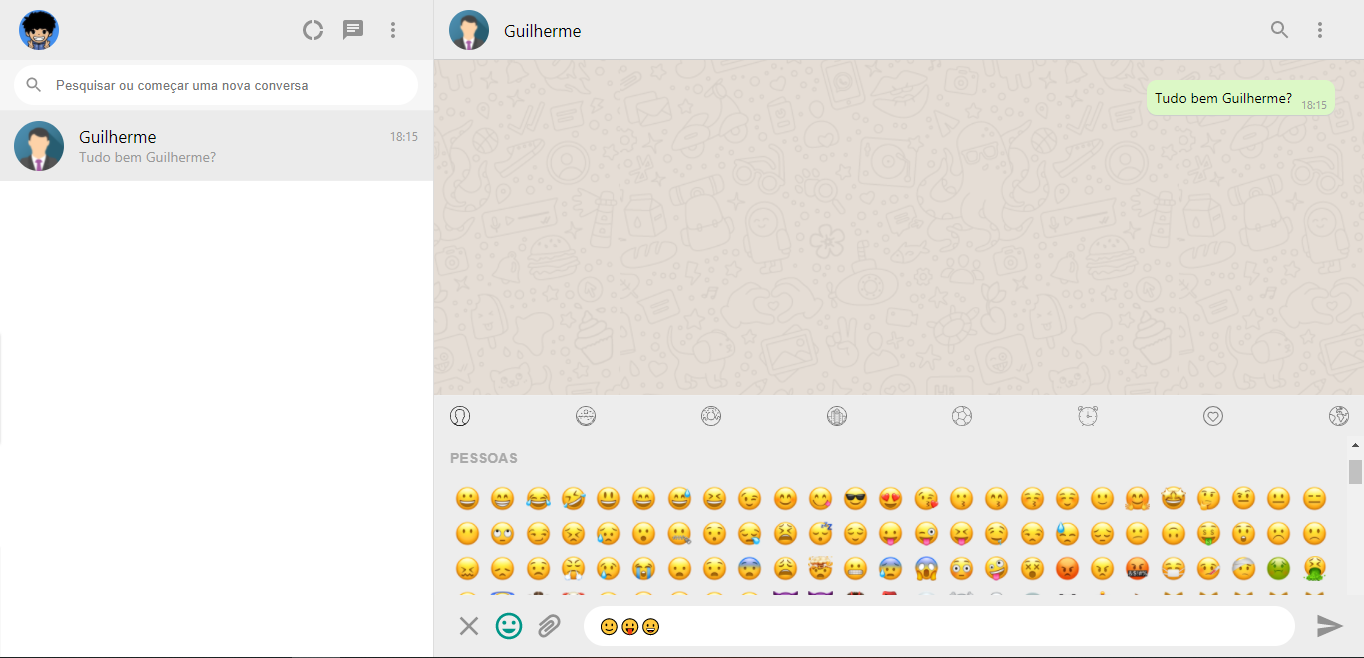 Guilherme
Pesquisar ou começar uma nova conversa
Guilherme
18:15
Tudo bem Guilherme?
Tudo bem Guilherme? 18:15
PESSOAS
🙂😛😀